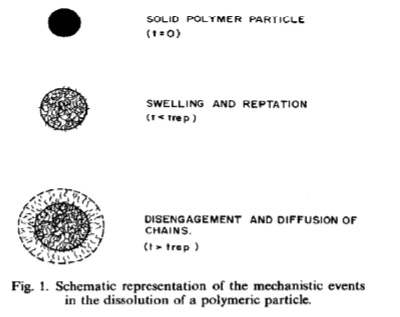 SOLID POLYMER PARTICLE
(t=0)
SWELLING AND REPTATION
(t< trep)
DISENGAGEMENT AND DIFFUSION OF
CHAINS.
(t> trep )
Fig. 1. Schematic representation of the mechanistic events
in the dissolution of a polymeric particle.